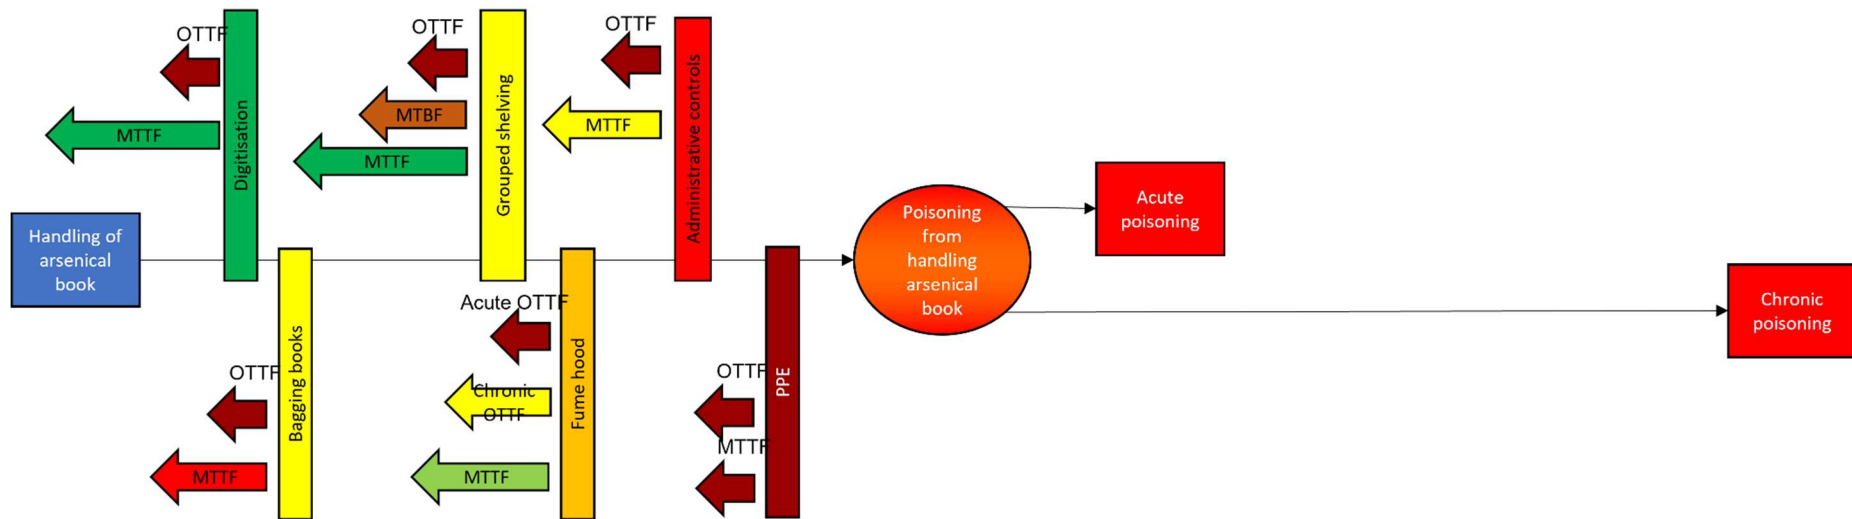 OTTF
MTTF
Digitisation
OTTF
MTBF
MTTF
Grouped shelving
OTTF
MTTF
Administrative controls
Handling of
arsenical
book
OTTF
MTTF
Bagging books
Acute OTTF
Chronic
OTTF
MTTF
Fume hood
OTTF
MTTF
PPE
Poisoning
from
handling
arsenical
book
Acute
poisoning
Chronic
poisoning